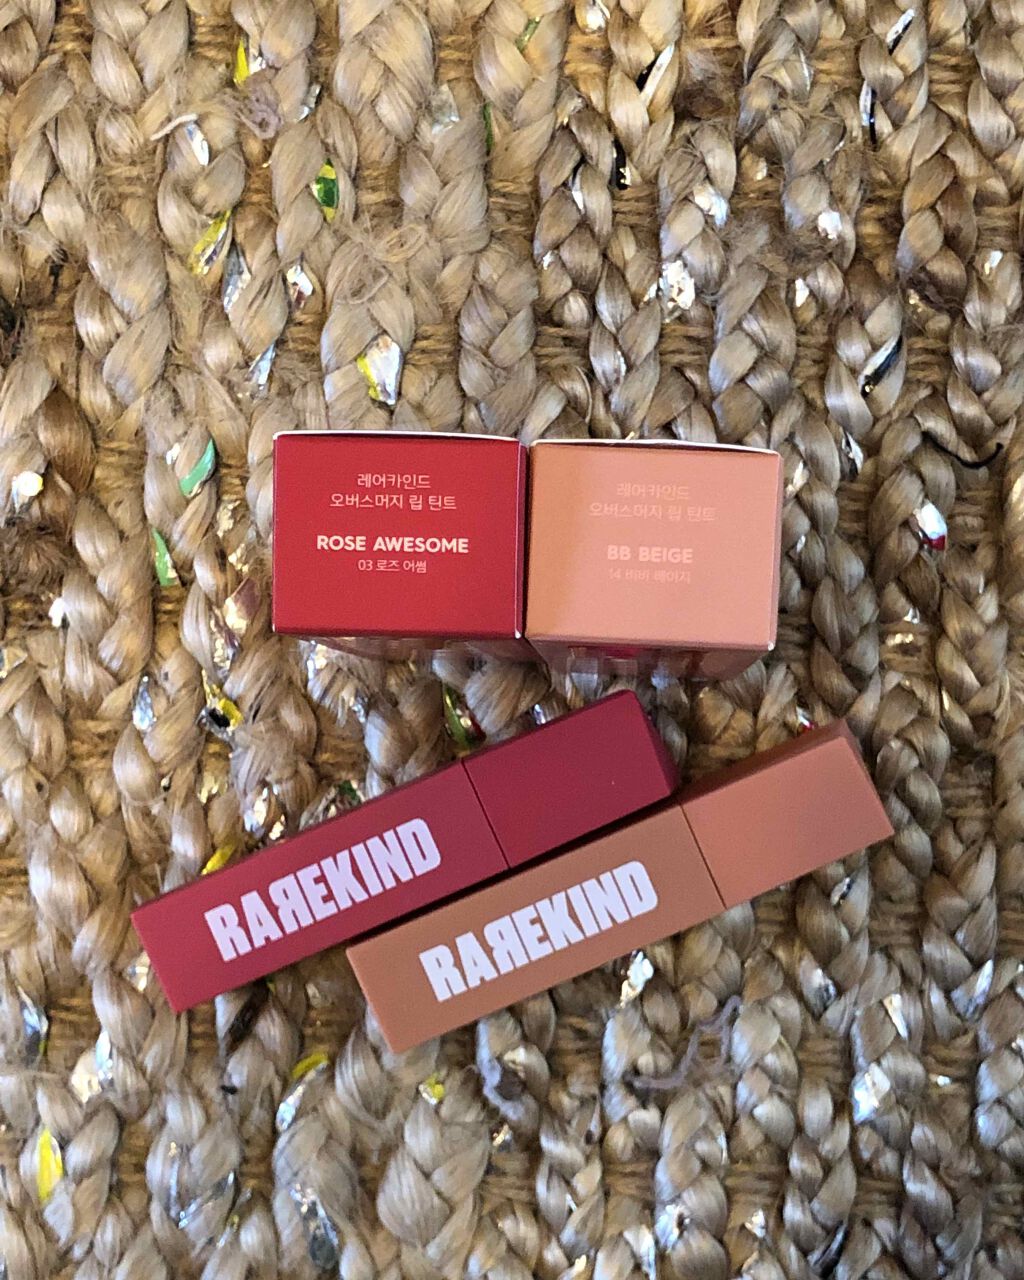 레어카인드
오버스머지 립 틴트
ROSE AWESOME
03 로즈 어썸
레어카인드
오버스머지 립 틴트
BB BEIGE
14 비비 베이지
RAЯEKIND
RAЯEKIND